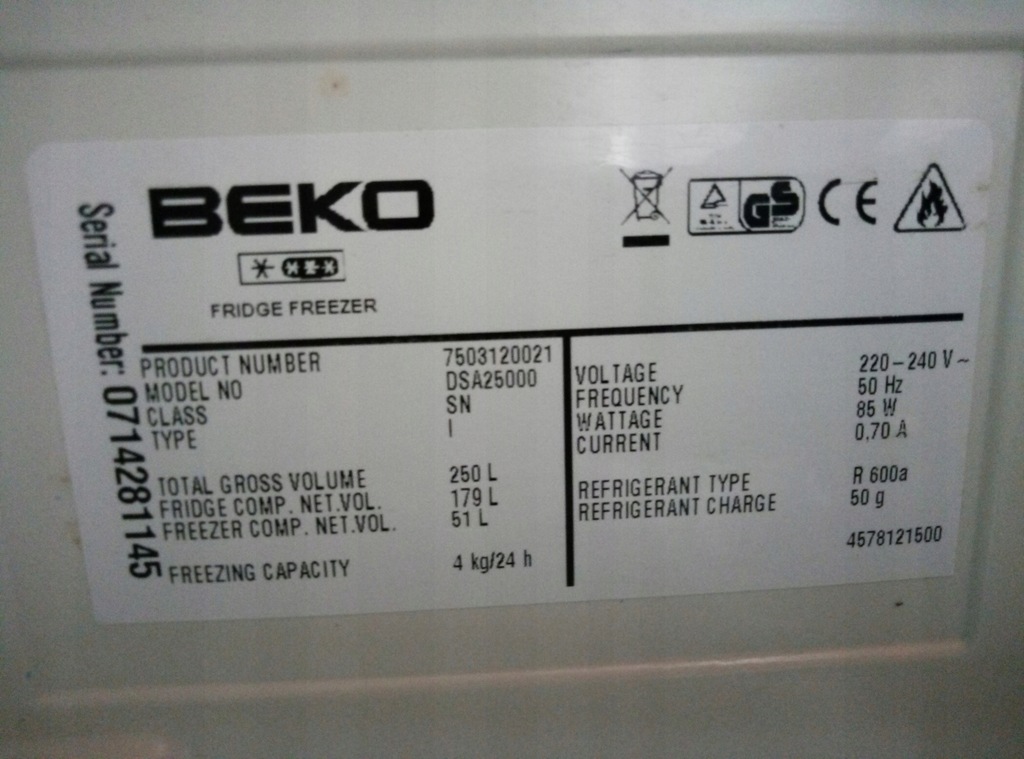 BEKO
FRIDGE FREEZER
GS
CE
Serial Number: 0714281145
PRODUCT NUMBER 7503120021
MODEL NO DSA25000
CLASS SN
TYPE I
TOTAL GROSS VOLUME 250 L
FRIDGE COMP. NET.VOL. 179 L
FREEZER COMP. NET.VOL. 51 L
FREEZING CAPACITY 4 kg/24 h
VOLTAGE 220-240 V ~
FREQUENCY 50 Hz
WATTAGE 85 W
CURRENT 0,70 A
REFRIGERANT TYPE R 600a
REFRIGERANT CHARGE 50 g
4578121500